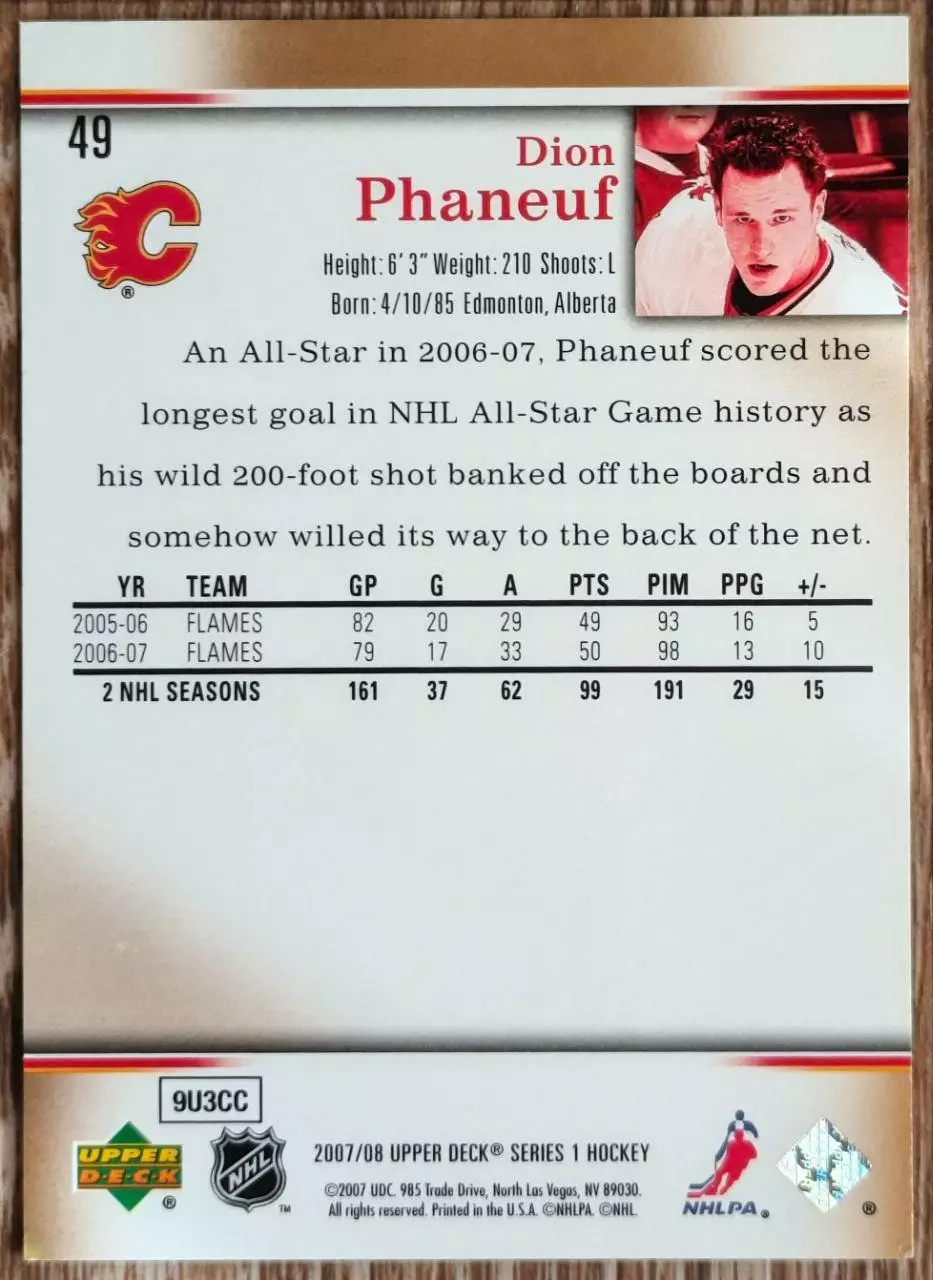 49
Dion
Phaneuf
Height: 6' 3" Weight: 210 Shoots: L
Born: 4/10/85 Edmonton, Alberta
An All-Star in 2006-07, Phaneuf scored the
longest goal in NHL All-Star Game history as
his wild 200-foot shot banked off the boards and
somehow willed its way to the back of the net.
YR TEAM GP G A PTS PIM PPG +/-
2005-06 FLAMES 82 20 29 49 93 16 5
2006-07 FLAMES 79 17 33 50 98 13 10
2 NHL SEASONS 161 37 62 99 191 29 15
9U3CC
UPPER
DECK ®
NHL ™
2007/08 UPPER DECK® SERIES 1 HOCKEY
©2007 UDC. 985 Trade Drive, North Las Vegas, NV 89030.
All rights reserved. Printed in the U.S.A. ©NHLPA. ©NHL.
NHLPA ®